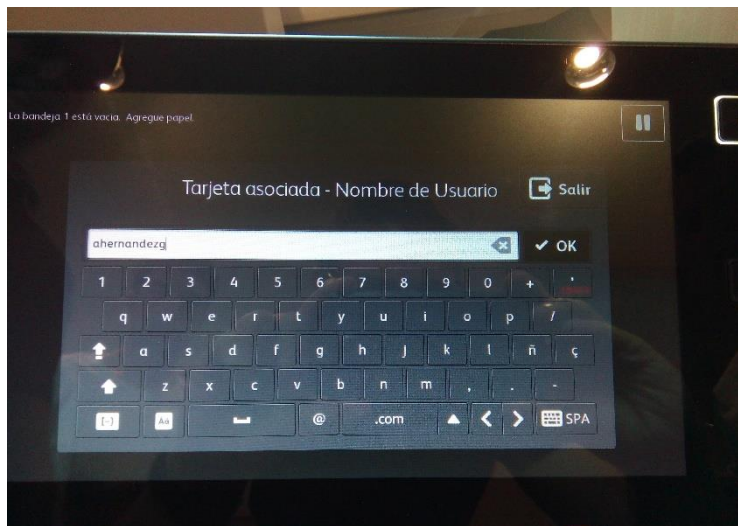 La bandeja 1 está vacia. Agregue papel.
Tarjeta asociada - Nombre de Usuario
Salir
ahernandezg
OK
1 2 3 4 5 6 7 8 9 0 + '
q w e r t y u i o p /
a s d f g h j k l ñ ç
z x c v b n m , . -
@ .com SPA